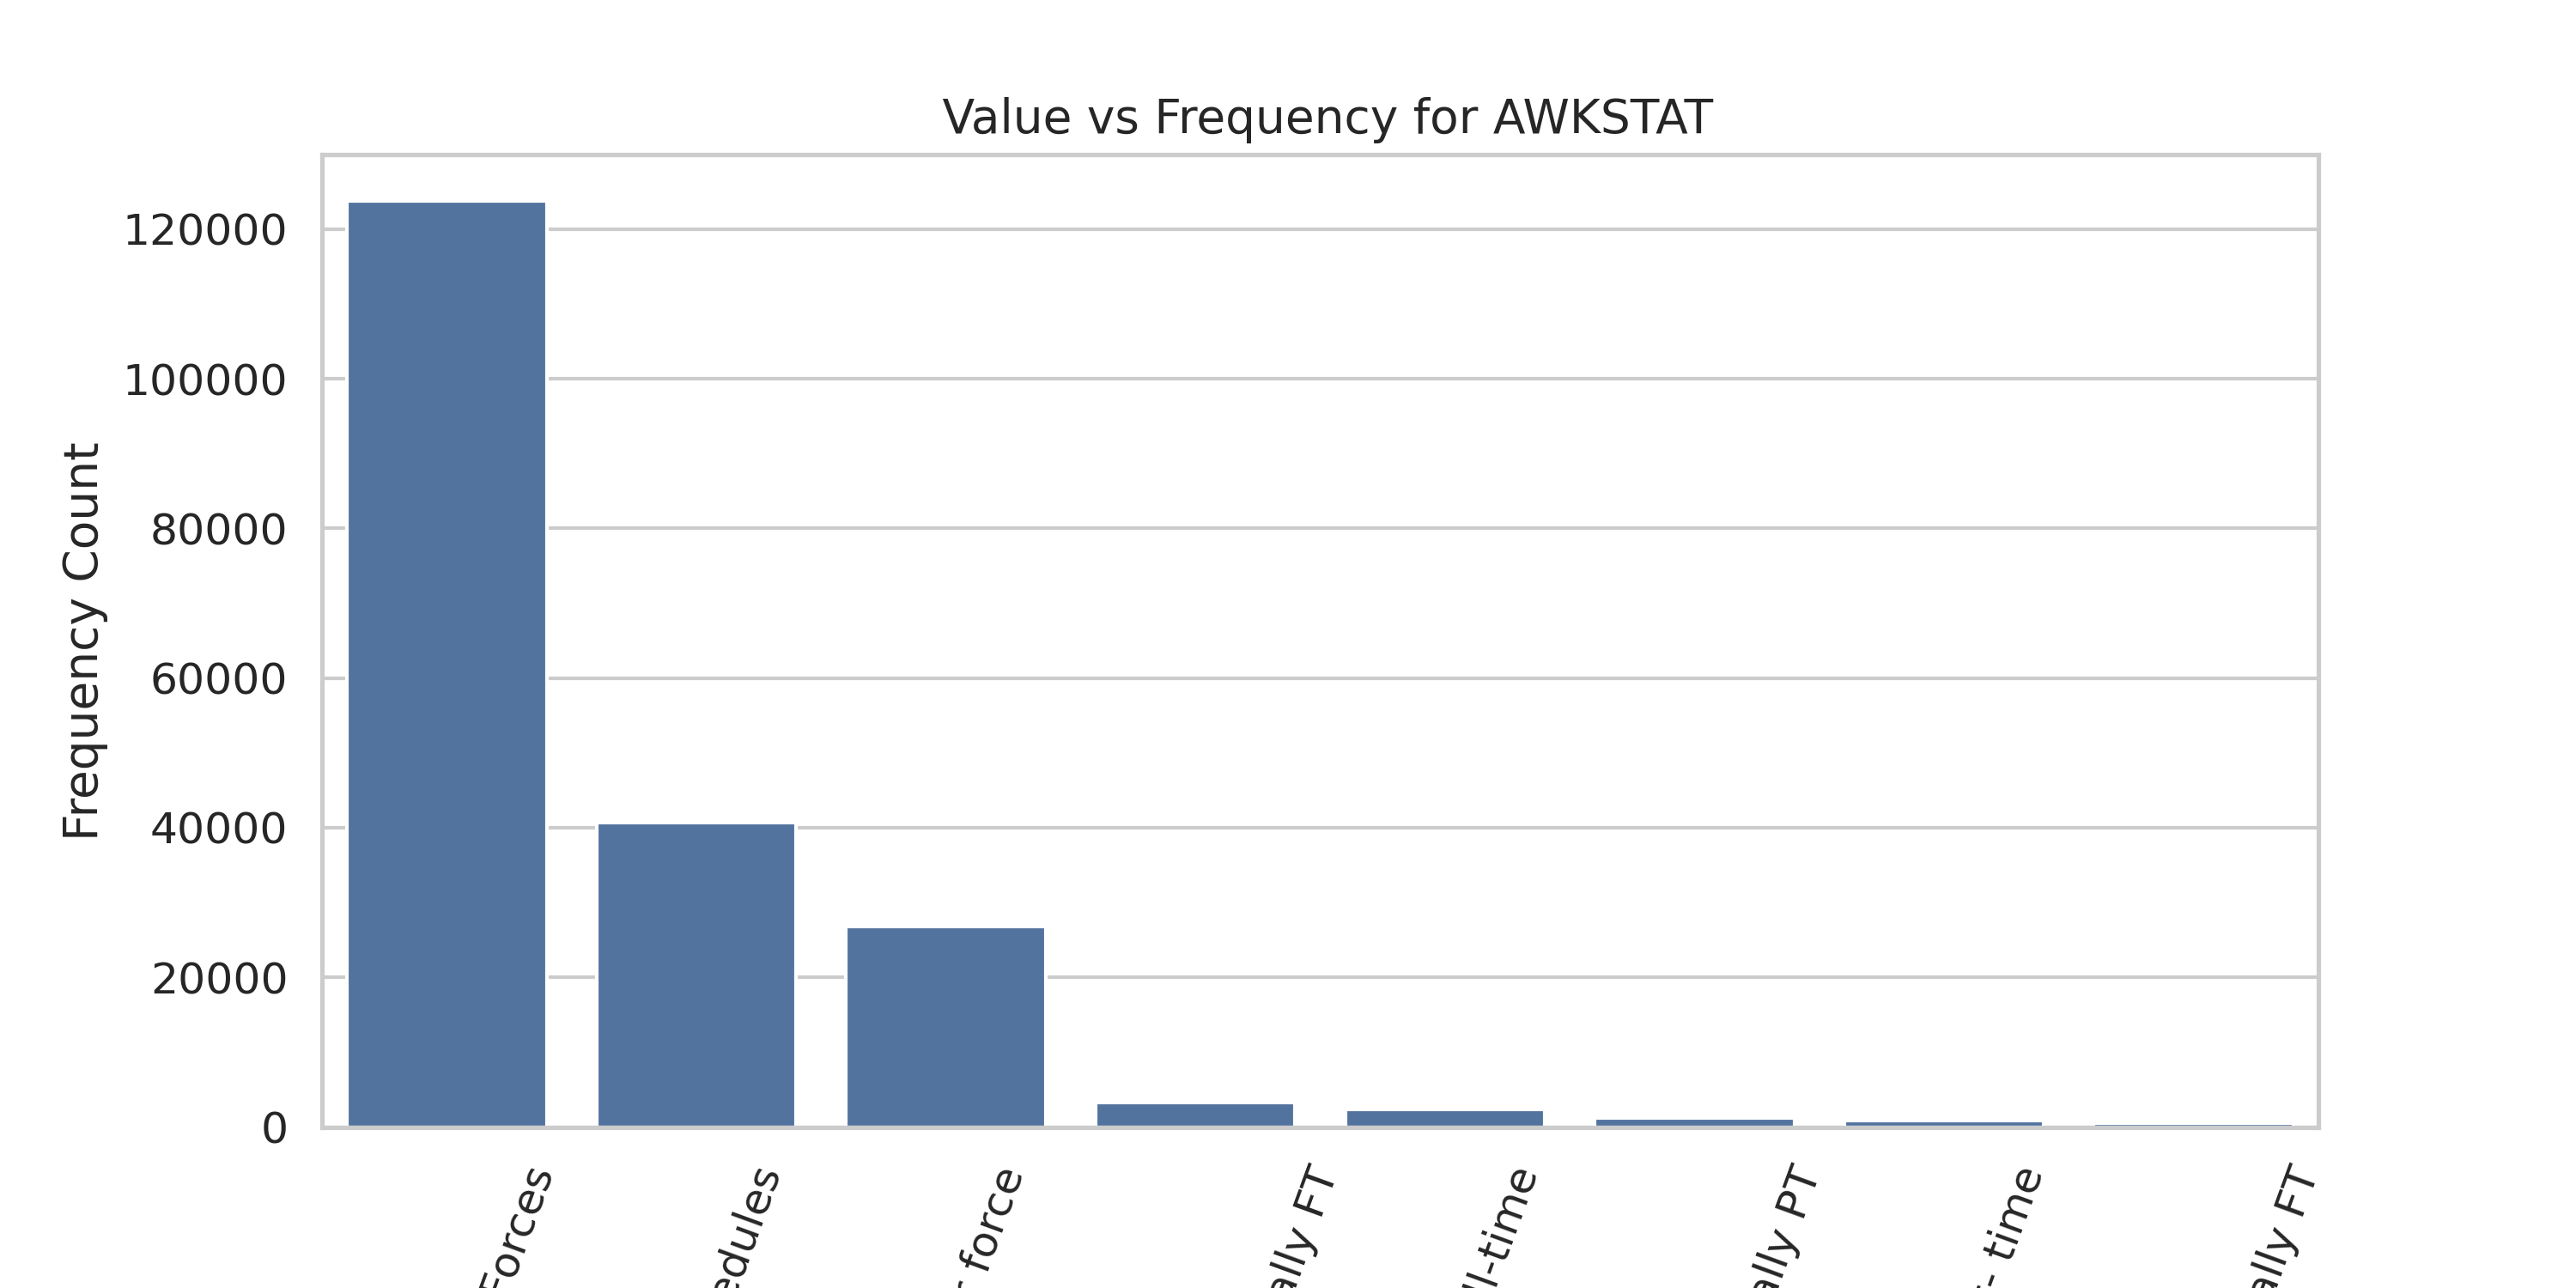 Value vs Frequency for AWKSTAT
120000
100000
80000
60000
40000
20000
0
Frequency Count
Forces
edules
force
ally FT
ll-time
ally PT
- time
ally FT